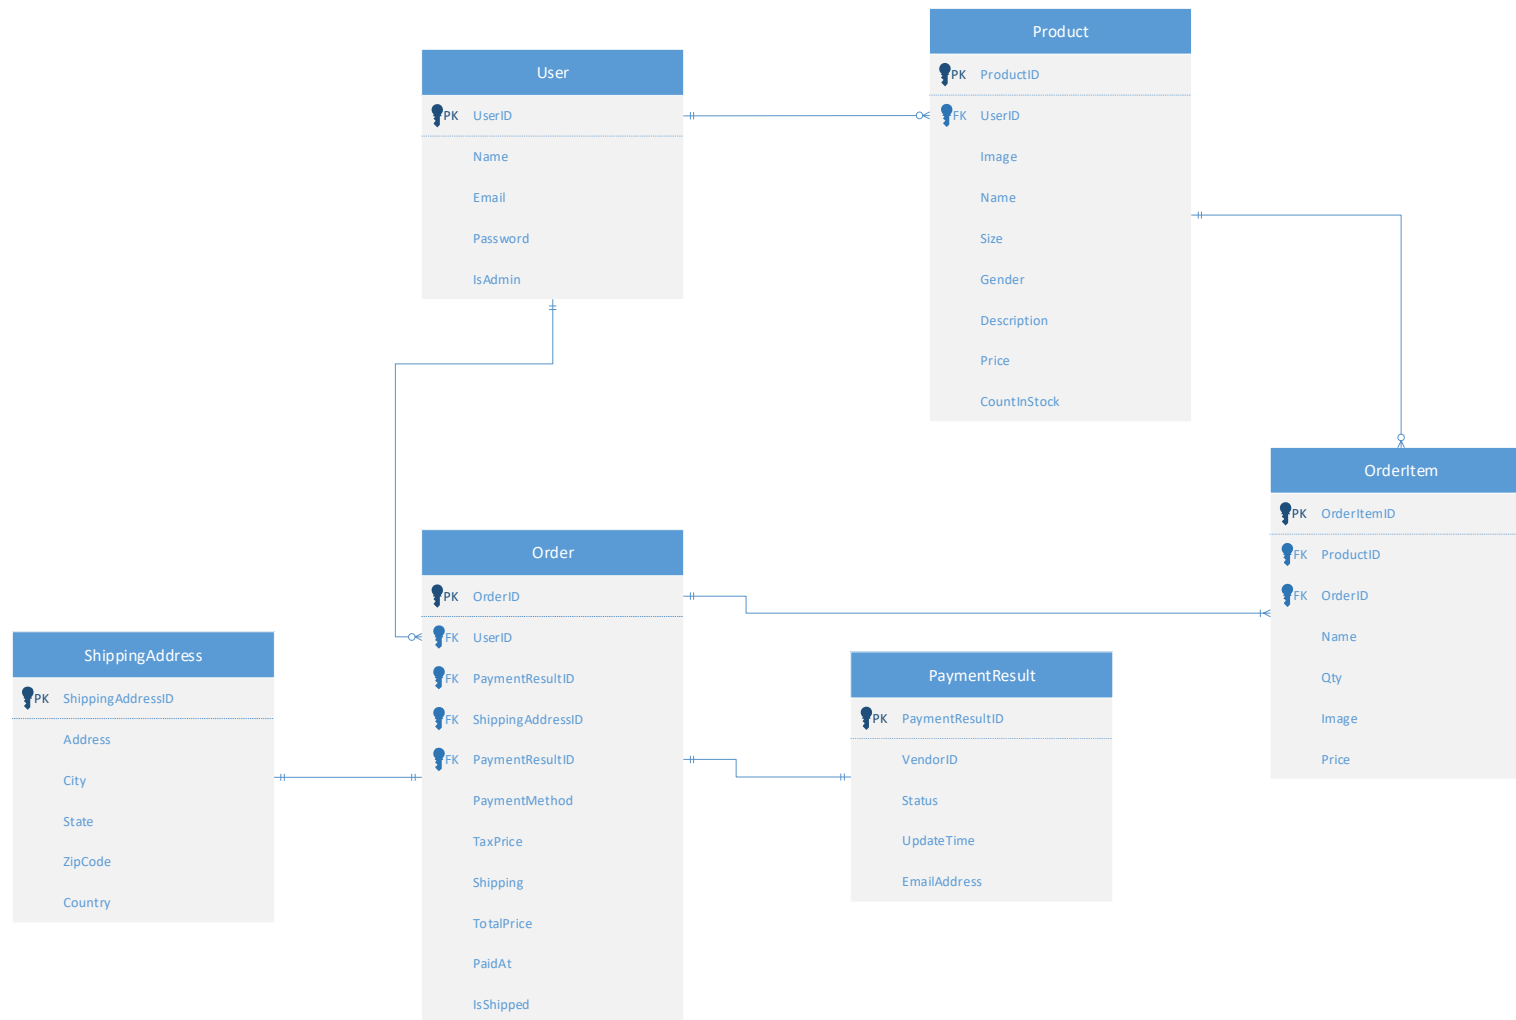 User
PK UserID
Name
Email
Password
IsAdmin
Product
PK ProductID
FK UserID
Image
Name
Size
Gender
Description
Price
CountInStock
OrderItem
PK OrderItemID
FK ProductID
FK OrderID
Name
Qty
Image
Price
Order
PK OrderID
FK UserID
FK PaymentResultID
FK ShippingAddressID
FK PaymentResultID
PaymentMethod
TaxPrice
Shipping
TotalPrice
PaidAt
IsShipped
ShippingAddress
PK ShippingAddressID
Address
City
State
ZipCode
Country
PaymentResult
PK PaymentResultID
VendorID
Status
UpdateTime
EmailAddress